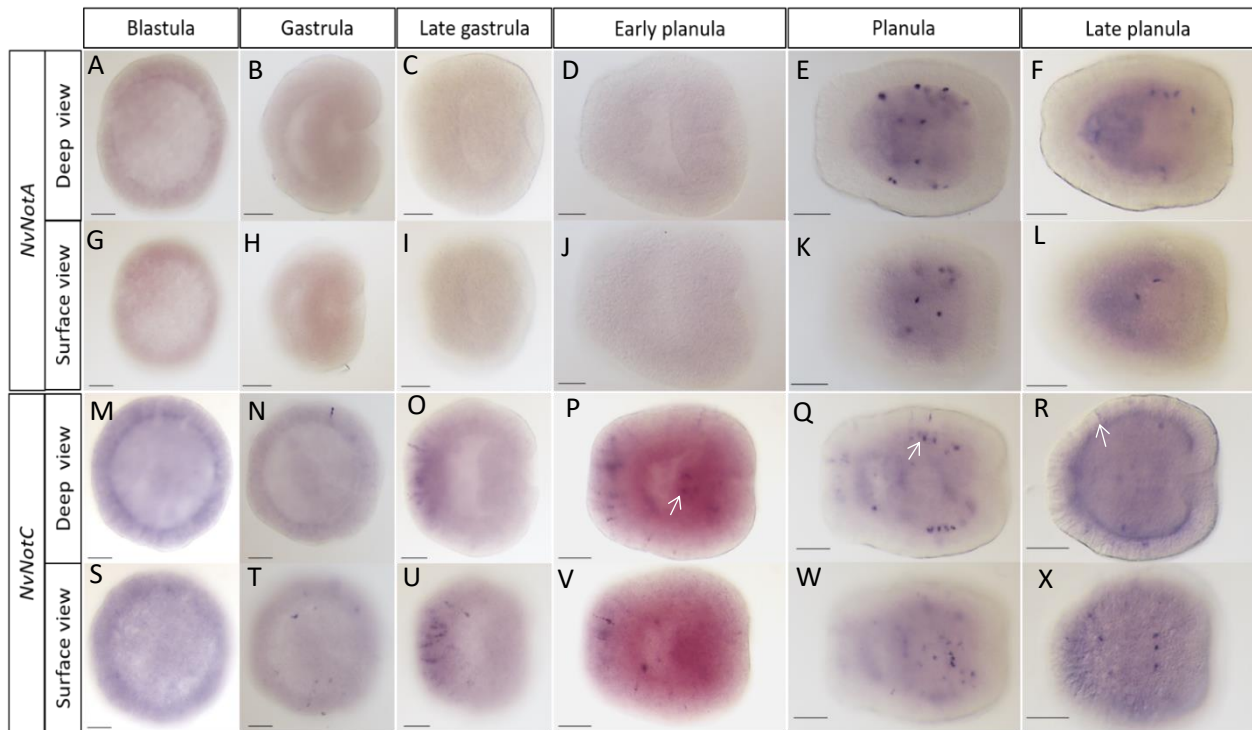 Blastula Gastrula Late gastrula Early planula Planula Late planula
NvNotA
Deep view
A B C D E F
Surface view
G H I J K L
NvNotC
Deep view
M N O P Q R
Surface view
S T U V W X